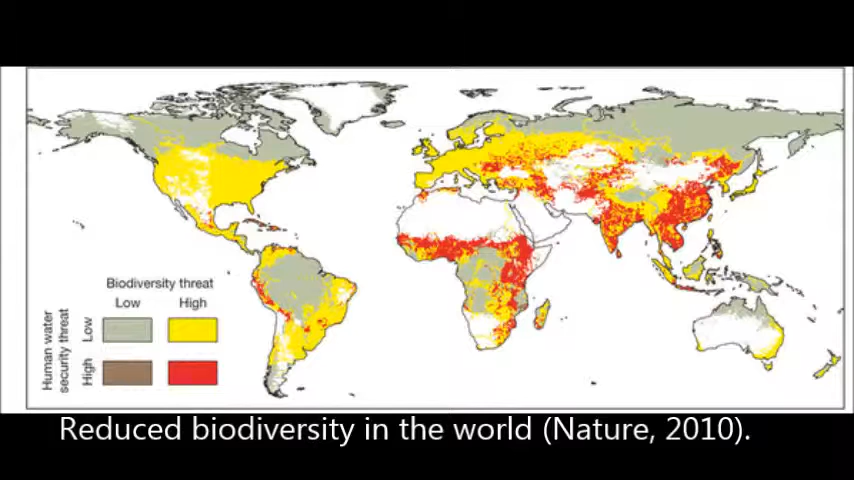 Biodiversity threat
Low High
Human water
security threat
Low
High
Reduced biodiversity in the world (Nature, 2010).